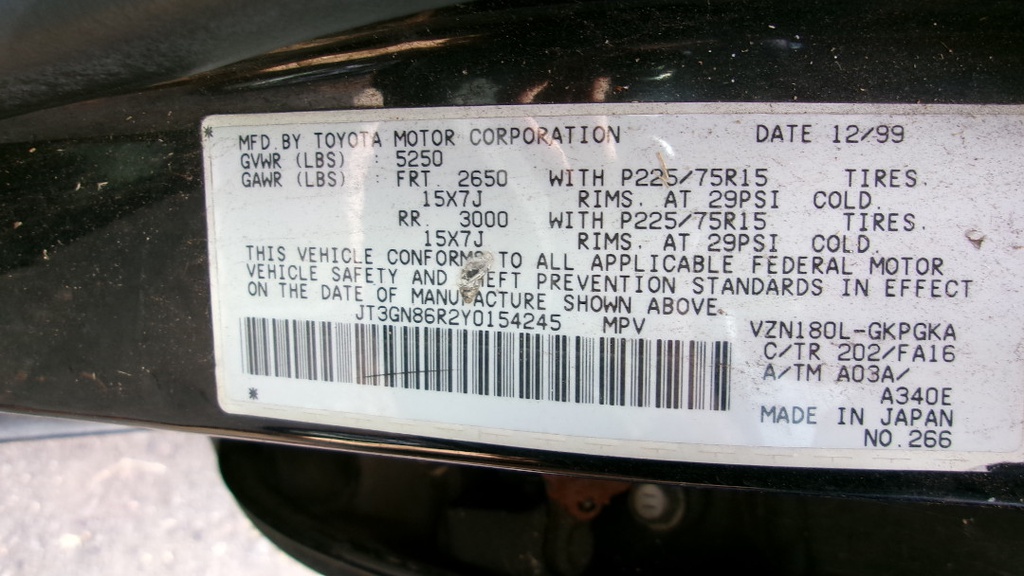 MFD.BY TOYOTA MOTOR CORPORATION DATE 12/99
GVWR (LBS) : 5250
GAWR (LBS) : FRT 2650 WITH P225/75R15 TIRES.
15X7J RIMS. AT 29PSI COLD.
RR. 3000 WITH P225/75R15 TIRES.
15X7J RIMS. AT 29PSI COLD.
THIS VEHICLE CONFORMS TO ALL APPLICABLE FEDERAL MOTOR
VEHICLE SAFETY AND THEFT PREVENTION STANDARDS IN EFFECT
ON THE DATE OF MANUFACTURE SHOWN ABOVE.
JT3GN86R2Y0154245 MPV
VZN180L-GKPGKA
C/TR 202/FA16
A/TM A03A/
A340E
MADE IN JAPAN
NO.266